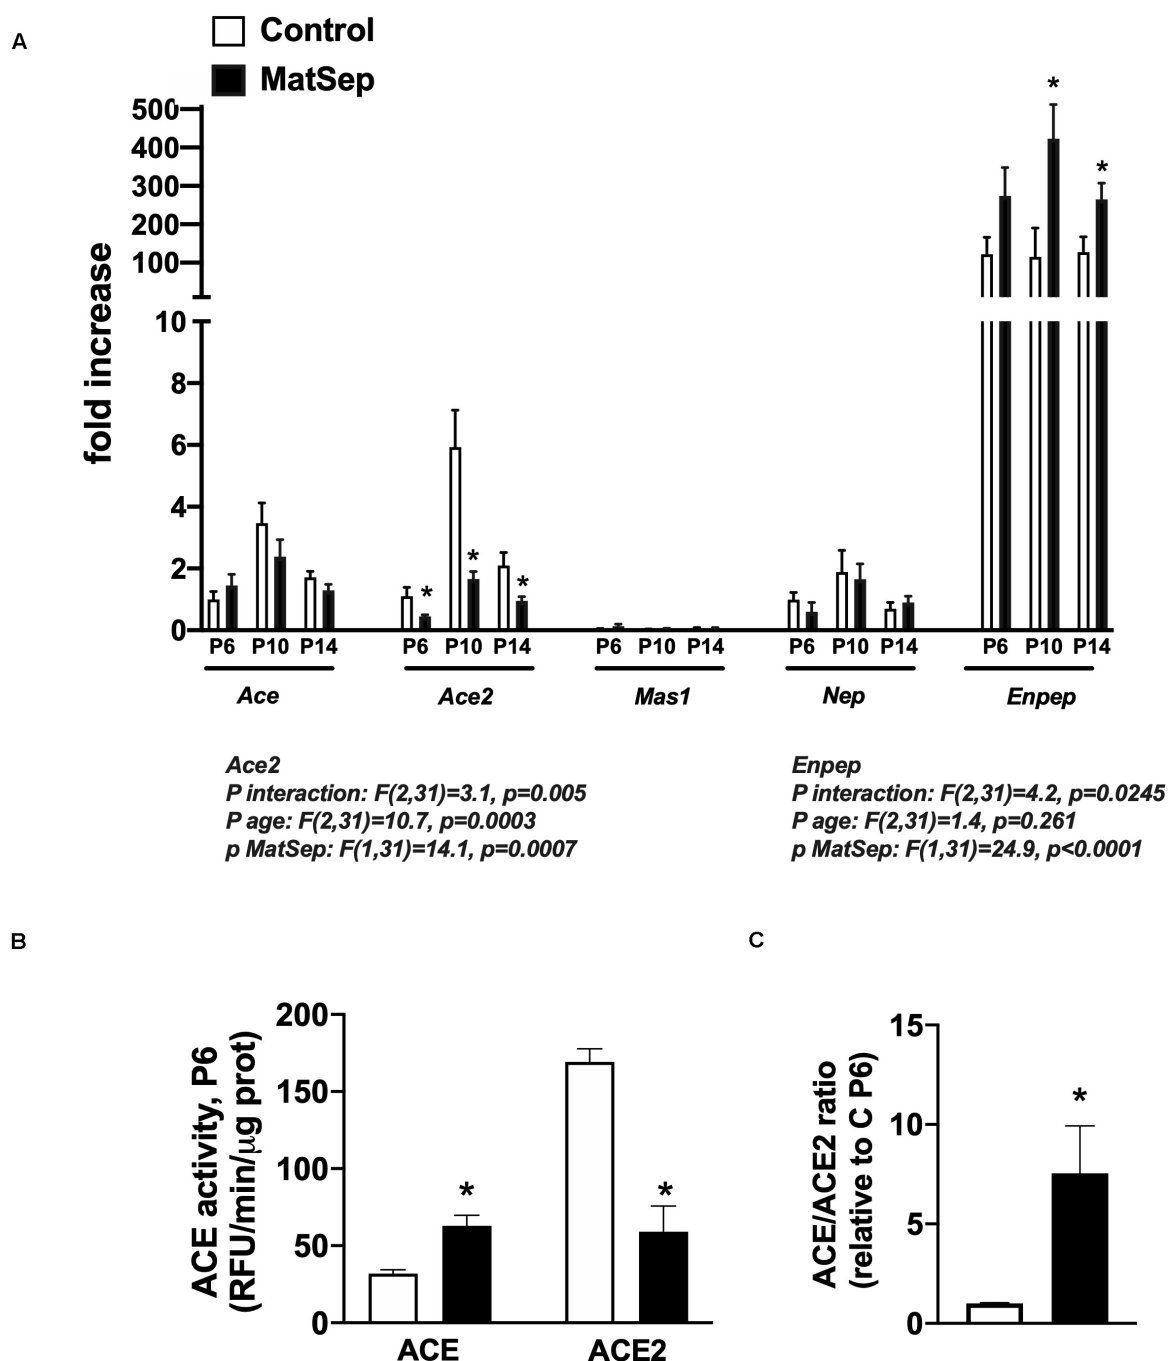 A
Control
MatSep
fold increase
500
400
300
200
100
10
8
6
4
2
0
*
*
*
*
*
P6 P10 P14 P6 P10 P14 P6 P10 P14 P6 P10 P14 P6 P10 P14
Ace Ace2 Mas1 Nep Enpep
Ace2
P interaction: F(2,31)=3.1, p=0.005
P age: F(2,31)=10.7, p=0.0003
p MatSep: F(1,31)=14.1, p=0.0007
Enpep
P interaction: F(2,31)=4.2, p=0.0245
P age: F(2,31)=1.4, p=0.261
p MatSep: F(1,31)=24.9, p<0.0001
B
ACE activity, P6
(RFU/min/μg prot)
200
150
100
50
0
* *
ACE ACE2
C
ACE/ACE2 ratio
(relative to C P6)
15
10
5
0
*